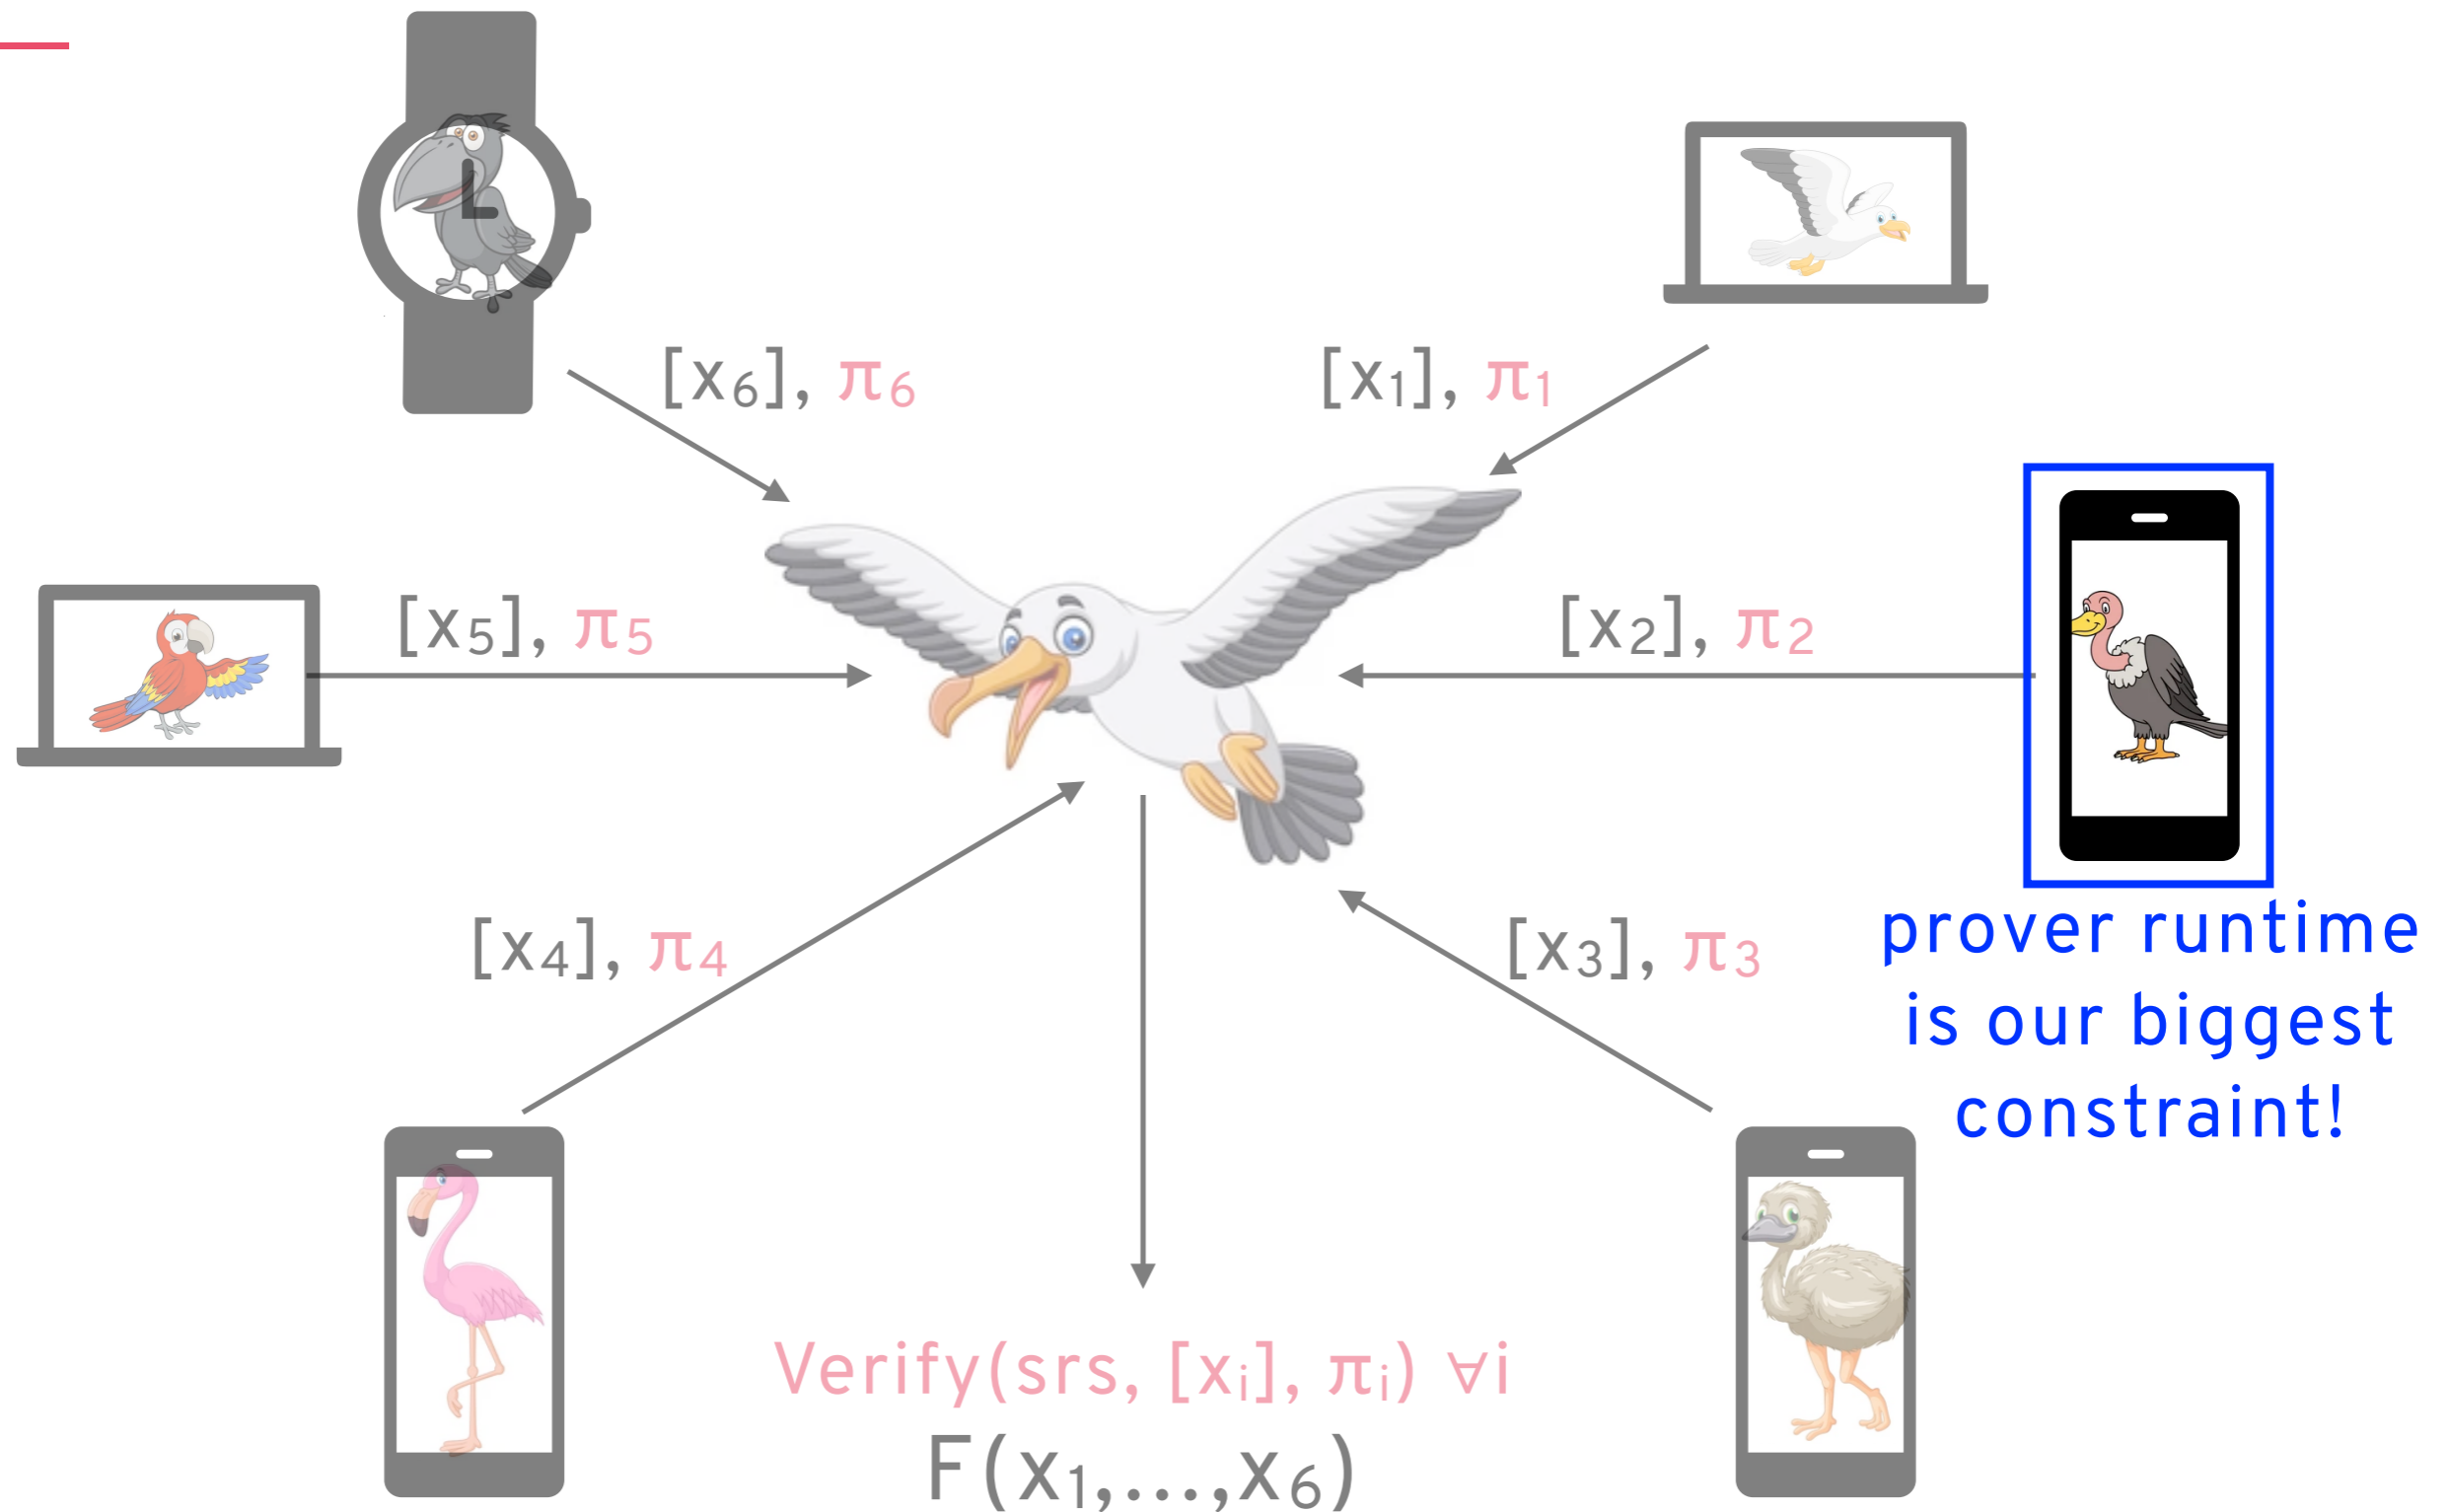 [x₆], π₆
[x₁], π₁
[x₅], π₅
[x₂], π₂
[x₄], π₄
[x₃], π₃
prover runtime
is our biggest
constraint!
Verify(srs, [xᵢ], πᵢ) ∀i
F(x₁,...,x₆)